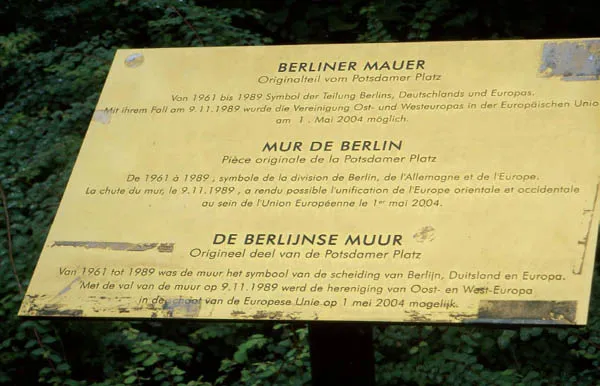 BERLINER MAUER
Originalteil vom Potsdamer Platz
Von 1961 bis 1989 Symbol der Teilung Berlins, Deutschlands und Europas.
Mit ihrem Fall am 9.11.1989 wurde die Vereinigung Ost- und Westeuropas in der Europäischen Union
am 1. Mai 2004 möglich.
MUR DE BERLIN
Pièce originale de la Potsdamer Platz
De 1961 à 1989, symbole de la division de Berlin, de l'Allemagne et de l'Europe.
La chute du mur, le 9.11.1989, a rendu possible l'unification de l'Europe orientale et occidentale
au sein de l'Union Européenne le 1er mai 2004.
DE BERLIJNSE MUUR
Origineel deel van de Potsdamer Platz
Van 1961 tot 1989 was de muur het symbool van de scheiding van Berlijn, Duitsland en Europa.
Met de val van de muur op 9.11.1989 werd de hereniging van Oost- en West-Europa
in de schoot van de Europese Unie op 1 mei 2004 mogelijk.